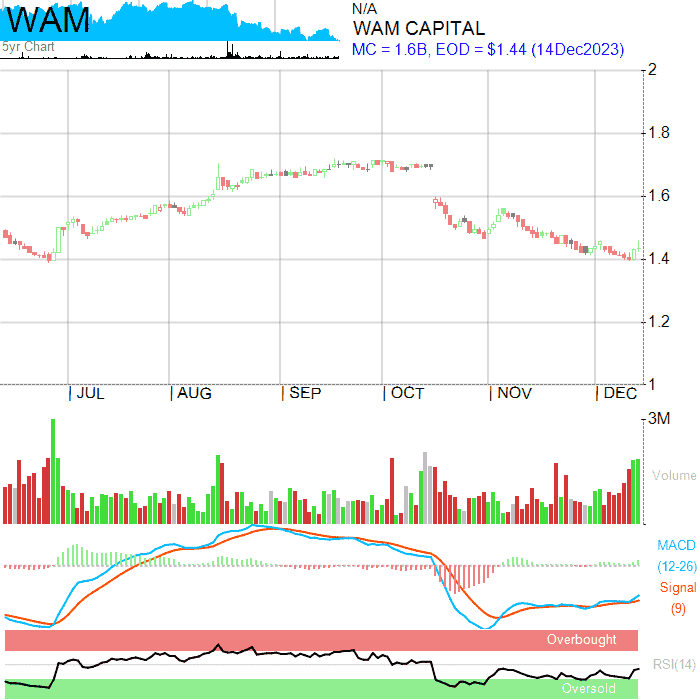 WAM
5yr Chart
N/A
WAM CAPITAL
MC = 1.6B, EOD = $1.44 (14Dec2023)
2
1.8
1.6
1.4
1.2
1
JUL AUG SEP OCT NOV DEC
3M
Volume
MACD
(12-26)
Signal
(9)
Overbought
RSI(14)
Oversold